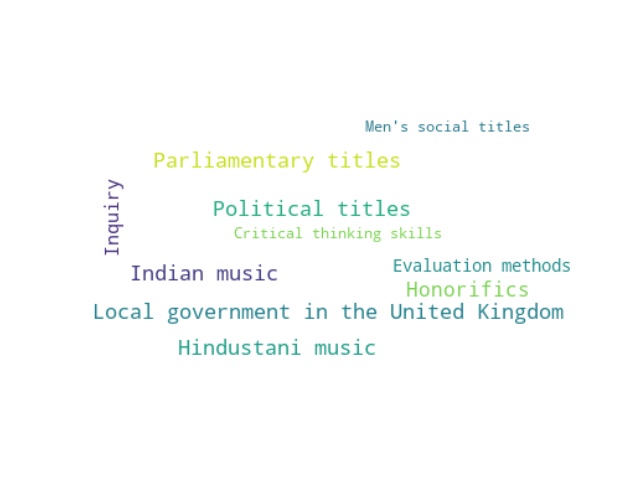 Men's social titles
Parliamentary titles
Inquiry
Political titles
Critical thinking skills
Evaluation methods
Indian music
Honorifics
Local government in the United Kingdom
Hindustani music